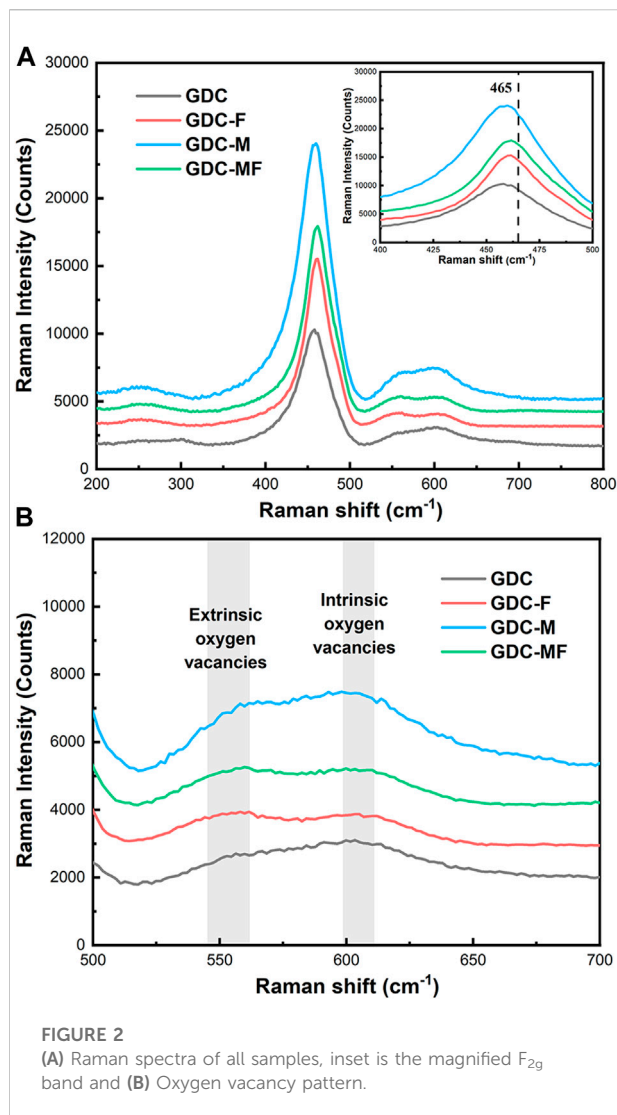 A
30000
25000
20000
15000
10000
5000
0
Raman Intensity (Counts)
GDC
GDC-F
GDC-M
GDC-MF
200 300 400 500 600 700 800
Raman shift (cm⁻¹)
465
30000
25000
20000
15000
10000
5000
0
Raman Intensity (Counts)
400 425 450 475 500
Raman shift (cm⁻¹)
B
12000
10000
8000
6000
4000
2000
0
Raman Intensity (Counts)
Extrinsic
oxygen
vacancies
Intrinsic
oxygen
vacancies
GDC
GDC-F
GDC-M
GDC-MF
500 550 600 650 700
Raman shift (cm⁻¹)
FIGURE 2
(A) Raman spectra of all samples, inset is the magnified F₂g
band and (B) Oxygen vacancy pattern.